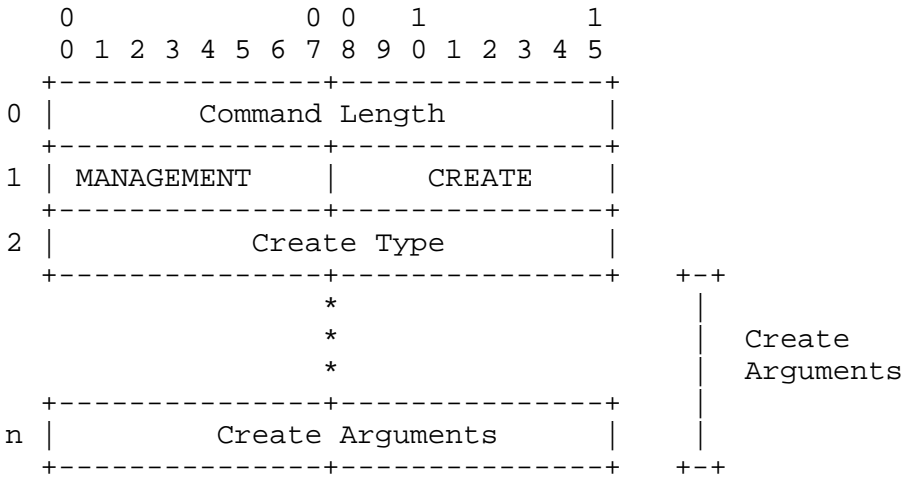 0             0 0   1         1
0 1 2 3 4 5 6 7 8 9 0 1 2 3 4 5
+---------------+---------------+
0 |        Command Length         |
+---------------+---------------+
1 | MANAGEMENT    |     CREATE    |
+---------------+---------------+
2 |           Create Type         |
+---------------+---------------+   +-+
*                    |
*                    |  Create
*                    |  Arguments
+---------------+---------------+    |
n |         Create Arguments      |    |
+---------------+---------------+   +-+